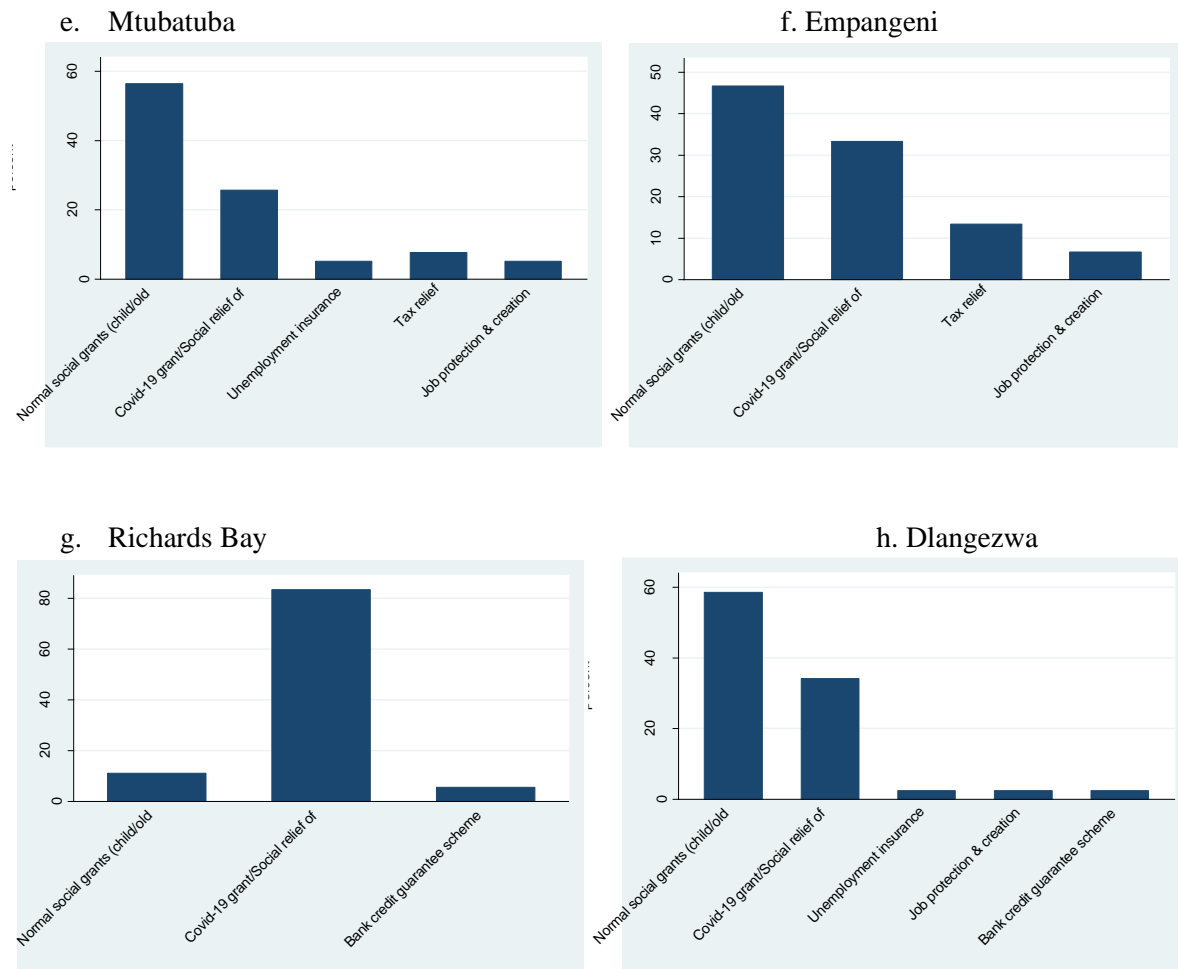 e. Mtubatuba
f. Empangeni
60
40
20
0
Normal social grants (child/old
Covid-19 grant/Social relief of
Unemployment insurance
Tax relief
Job protection & creation
50
40
30
20
10
0
Normal social grants (child/old
Covid-19 grant/Social relief of
Tax relief
Job protection & creation
g. Richards Bay
h. Dlangezwa
80
60
40
20
0
Normal social grants (child/old
Covid-19 grant/Social relief of
Bank credit guarantee scheme
60
40
20
0
Normal social grants (child/old
Covid-19 grant/Social relief of
Unemployment insurance
Job protection & creation
Bank credit guarantee scheme